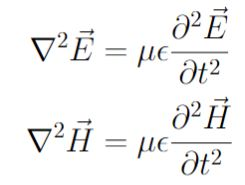 ∇²E⃗ = μϵ ∂²E⃗/∂t²
∇²H⃗ = μϵ ∂²H⃗/∂t²